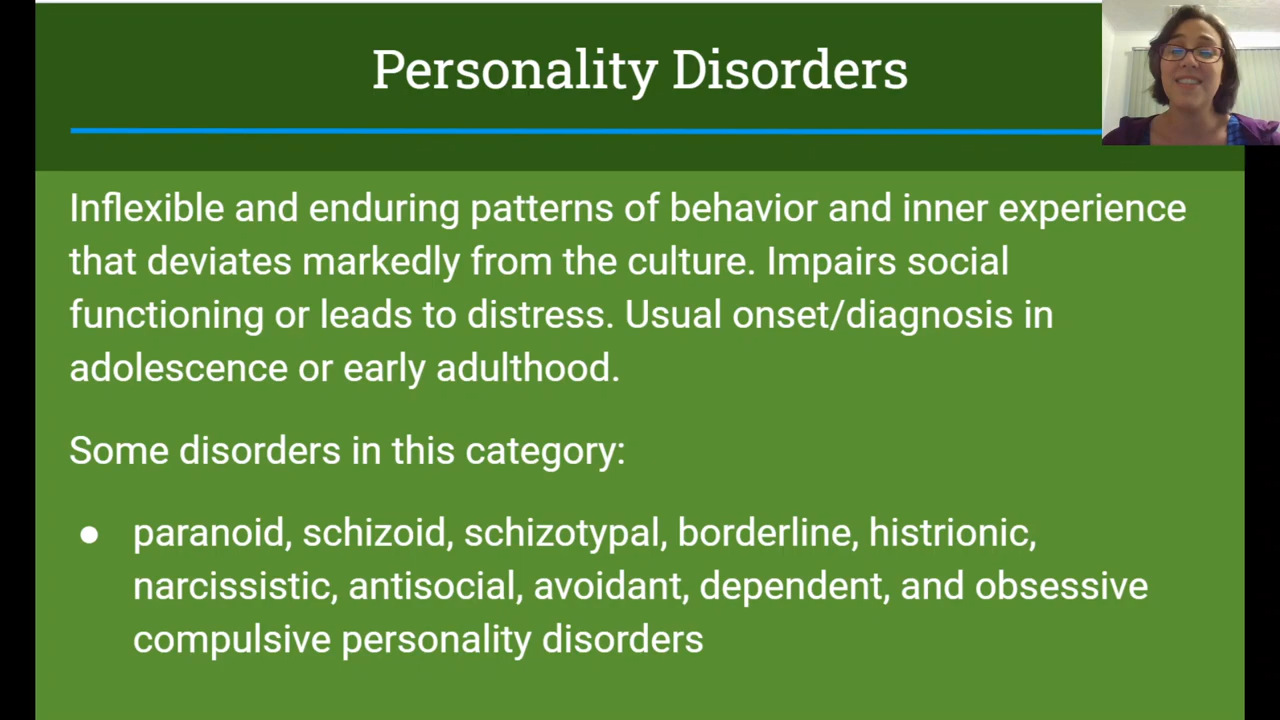 Personality Disorders
Inflexible and enduring patterns of behavior and inner experience
that deviates markedly from the culture. Impairs social
functioning or leads to distress. Usual onset/diagnosis in
adolescence or early adulthood.
Some disorders in this category:
● paranoid, schizoid, schizotypal, borderline, histrionic,
narcissistic, antisocial, avoidant, dependent, and obsessive
compulsive personality disorders